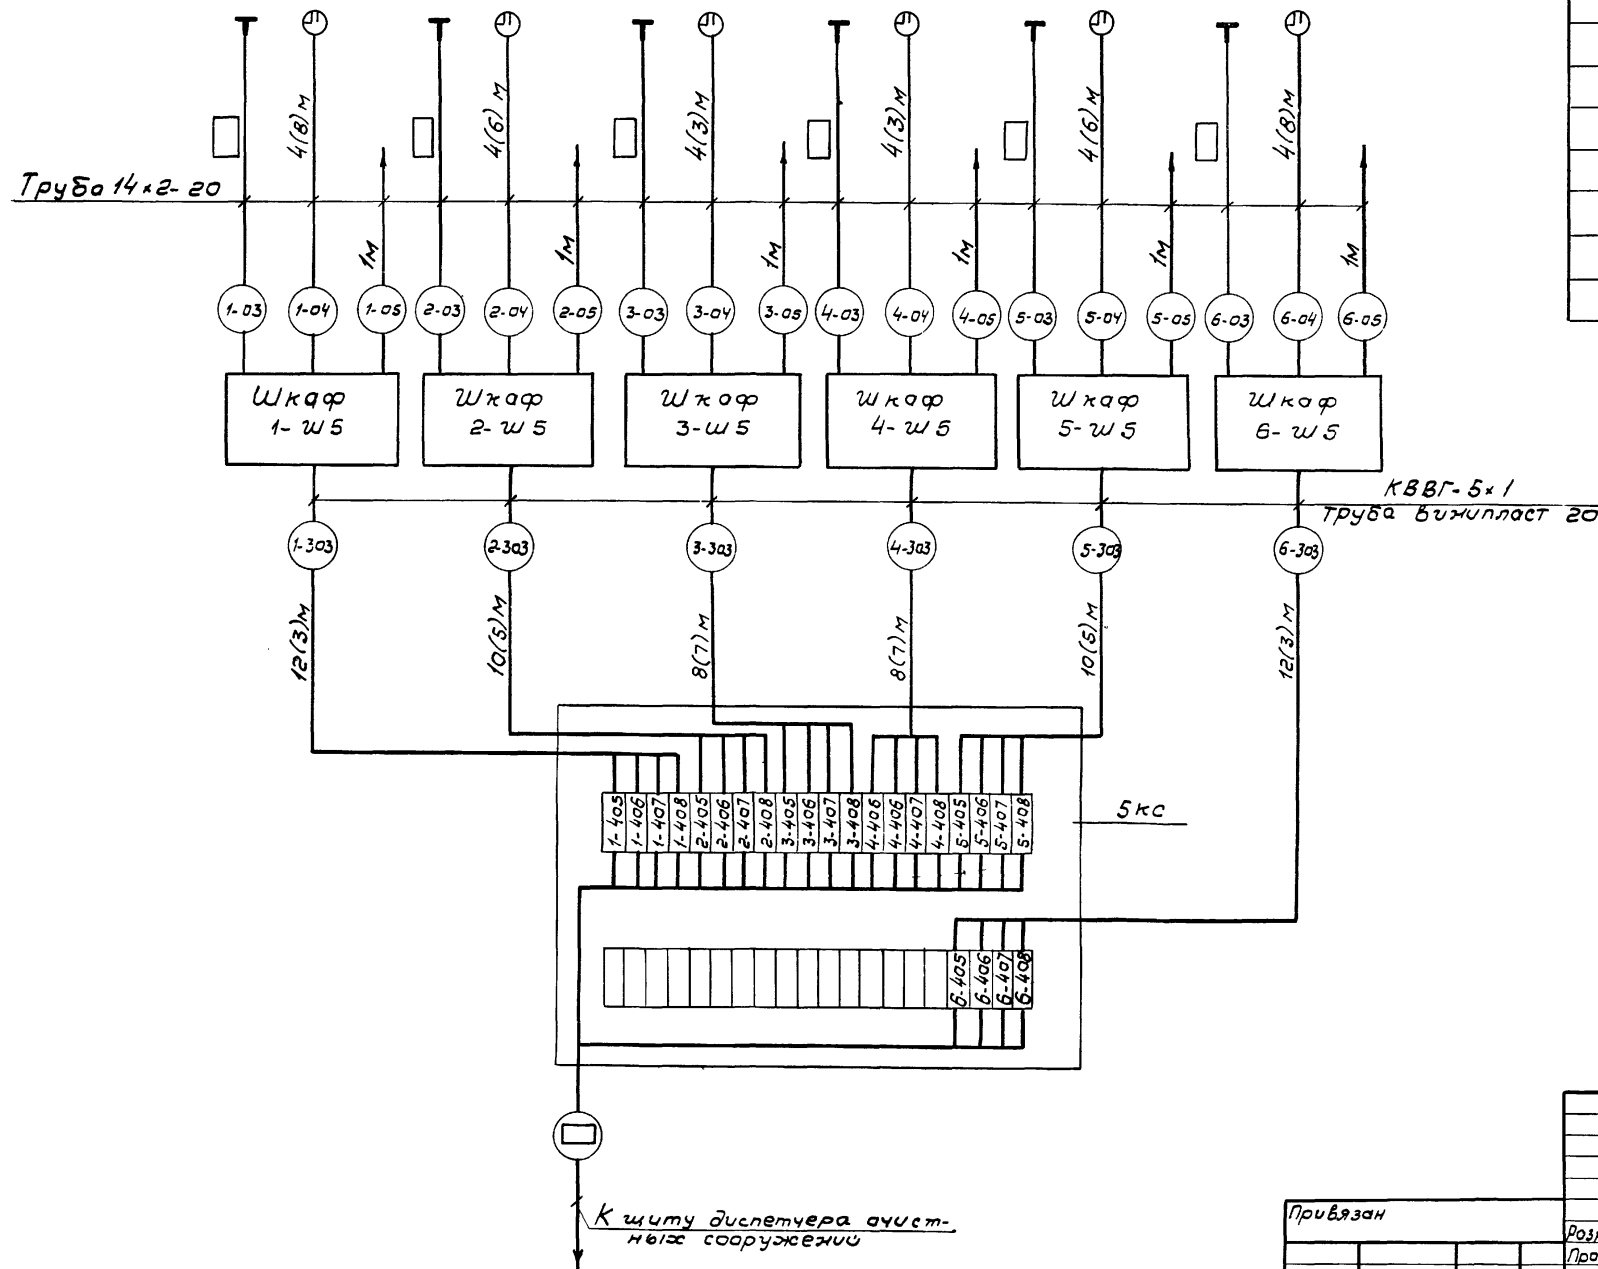 4(8)м 4(6)м 4(3)м 4(3)м 4(6)м 4(8)м
Труба 14×2-20
1м 1м 1м 1м 1м 1м
1-03 1-04 1-05 2-03 2-04 2-05 3-03 3-04 3-05 4-03 4-04 4-05 5-03 5-04 5-05 6-03 6-04 6-05
Шкаф Шкаф Шкаф Шкаф Шкаф Шкаф
1-Ш5 2-Ш5 3-Ш5 4-Ш5 5-Ш5 6-Ш5
КВВГ-5×1
труба винипласт 20
1-303 2-303 3-303 4-303 5-303 6-303
12(3)м 10(5)м 8(7)м 8(7)м 10(5)м 12(3)м
1-405 1-406 1-407 1-408 2-405 2-406 2-407 2-408 3-405 3-406 3-407 3-408 4-406 4-406 4-407 4-408 5-405 5-406 5-407 5-408
5КС
6-405 6-406 6-407 6-408
К щиту диспетчера очист-
ных сооружений
Привязан